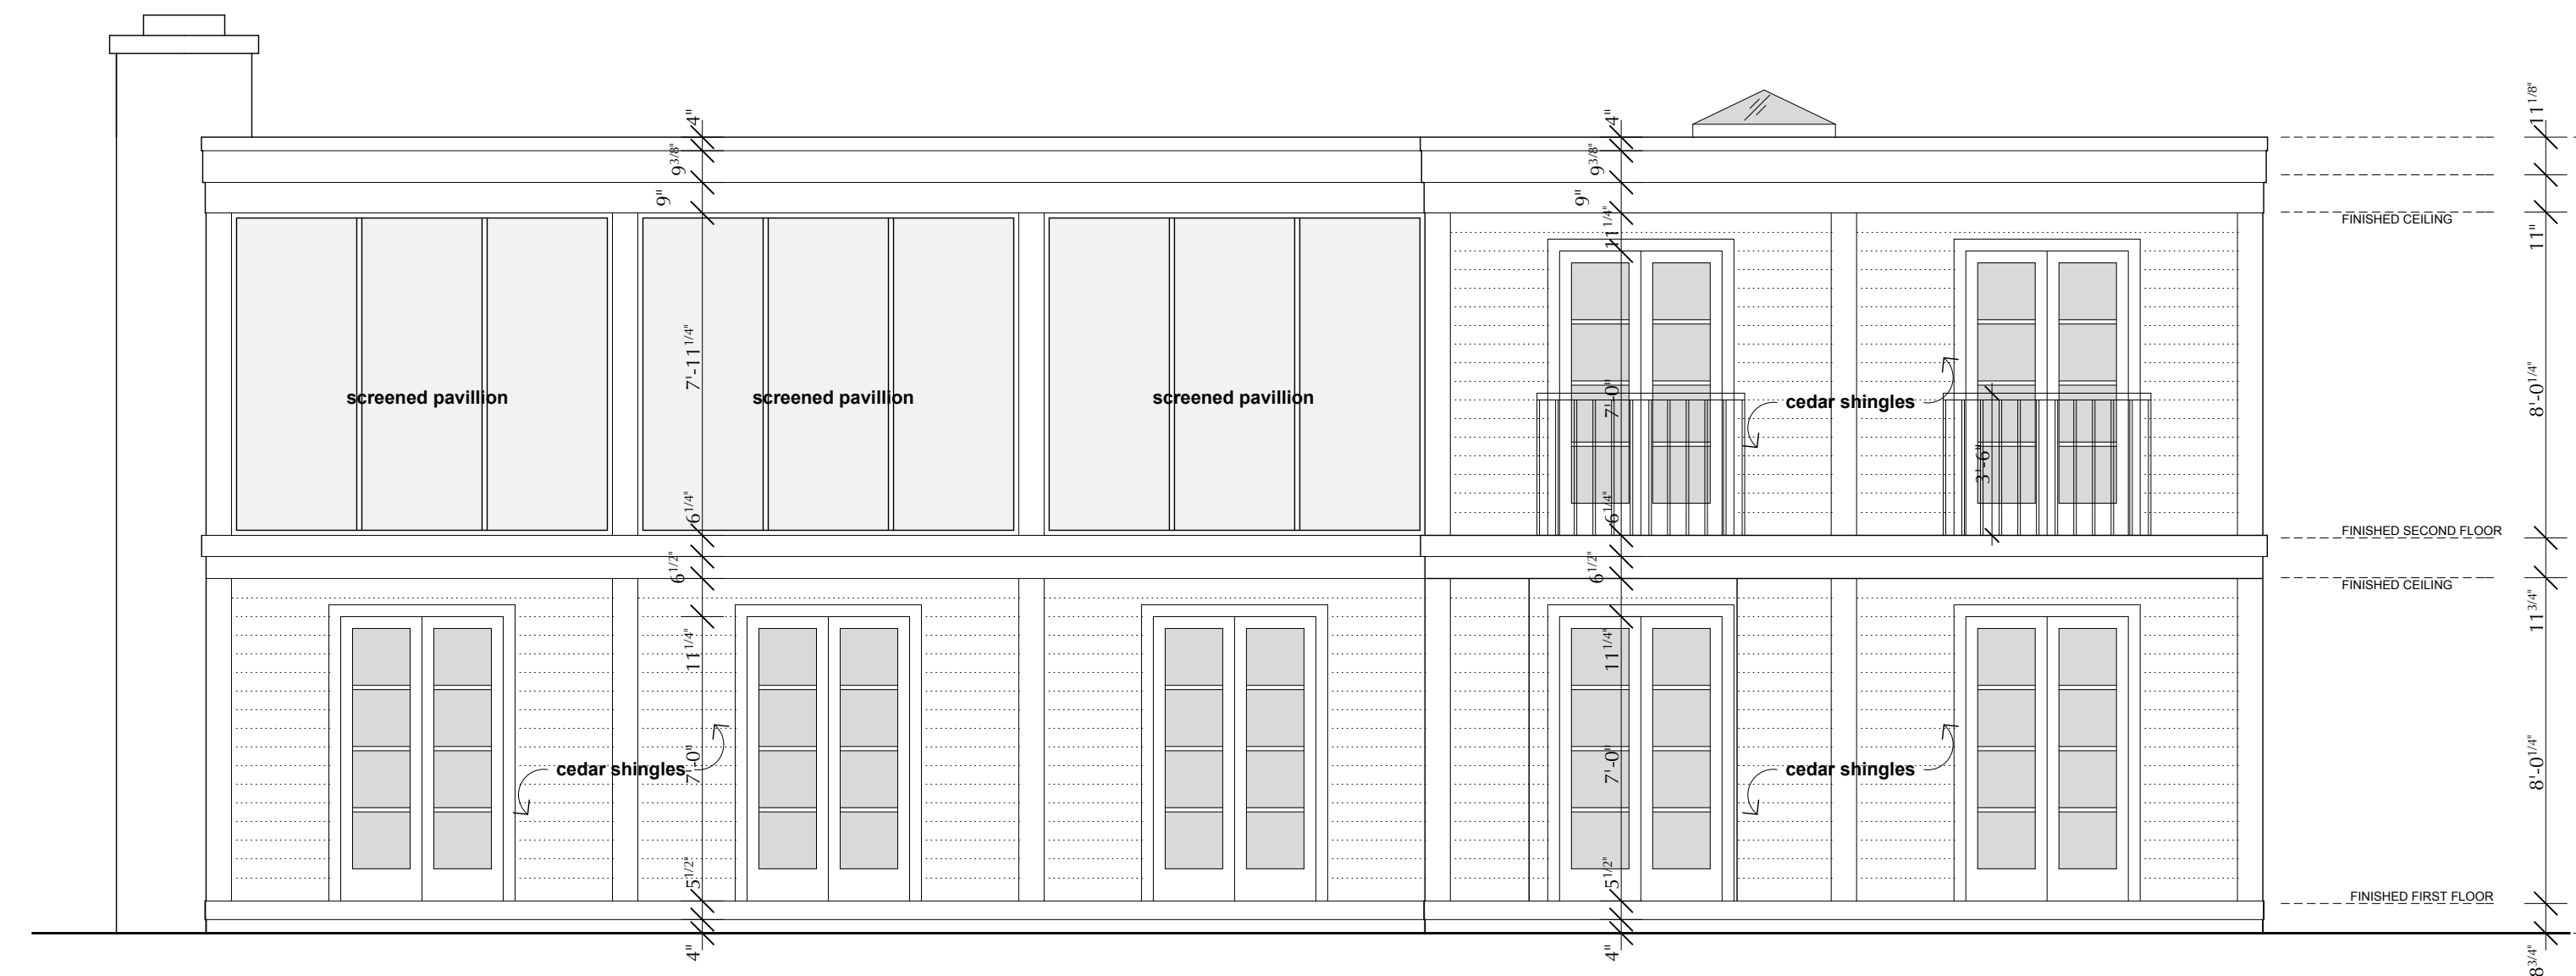 4"
9 3/8"
9"
7'-11 1/4"
6 1/4"
6 1/2"
11 1/4"
7'-0"
5 1/2"
4"
screened pavillion
screened pavillion
screened pavillion
cedar shingles
4"
9 3/8"
9"
11 1/4"
7'-0"
6 1/4"
6 1/2"
11 1/4"
7'-0"
5 1/2"
4"
cedar shingles
3'-6"
cedar shingles
FINISHED CEILING
FINISHED SECOND FLOOR
FINISHED CEILING
FINISHED FIRST FLOOR
11 1/8"
11"
8'-0 1/4"
11 3/4"
8'-0 1/4"
8 3/4"